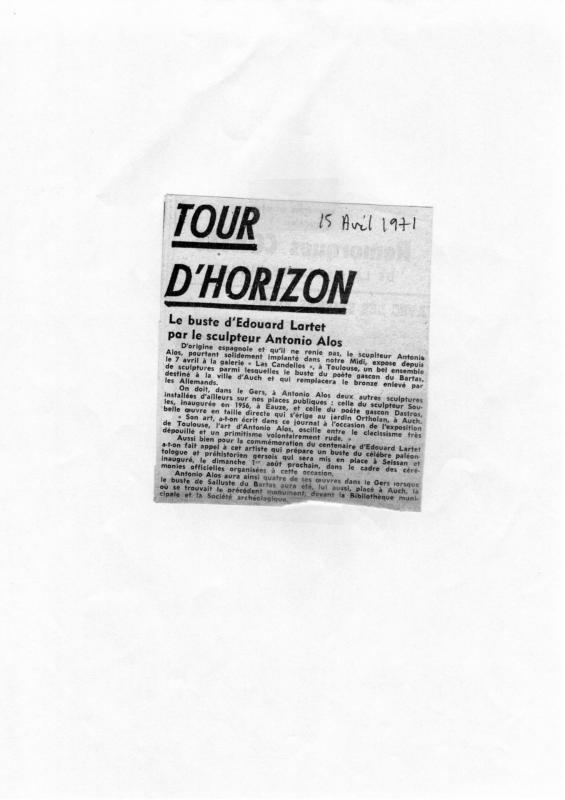 TOUR
15 Avril 1971
D'HORIZON
Le buste d'Edouard Lartet
par le sculpteur Antonio Alos
D'origine espagnole et qu'il ne renie pas, le sculpteur Antonio
Alos, pourtant solidement implanté dans notre Midi, expose depuis
le 7 avril à la galerie « Las Candelios », à Toulouse, un bel ensemble
de sculptures parmi lesquelles le buste du poète gascon du Bartas,
destiné à la ville d'Auch et qui remplacera le bronze enlevé par
les Allemands.
On doit, dans le Gers, à Antonio Alos deux autres sculptures
installées d'ailleurs sur nos places publiques : celle du sculpteur Sou-
les, inaugurée en 1956, à Eauze, et celle du poète gascon Dastros,
belle œuvre en taille directe qui s'érige au jardin Ortholan, à Auch.
« Son art, a-t-on écrit dans ce journal à l'occasion de l'exposition
de Toulouse, l'art d'Antonio Alos, oscille entre le clacissisme très
dépouillé et un primitisme volontairement rude. »
Aussi bien pour la commémoration du centenaire d'Edouard Lartet
a-t-on fait appel à cet artiste qui prépare un buste du célèbre paléon-
tologue et préhistorien gersois qui sera mis en place à Seissan et
inauguré, le dimanche 1er août prochain, dans le cadre des céré-
monies officielles organisées à cette occasion.
Antonio Alos aura ainsi quatre de ses œuvres dans le Gers lorsque
le buste de Salluste du Bartas aura été, lui aussi, placé à Auch, là
où se trouvait le précédent monument, devant la Bibliothèque muni-
cipale et la Société archéologique.